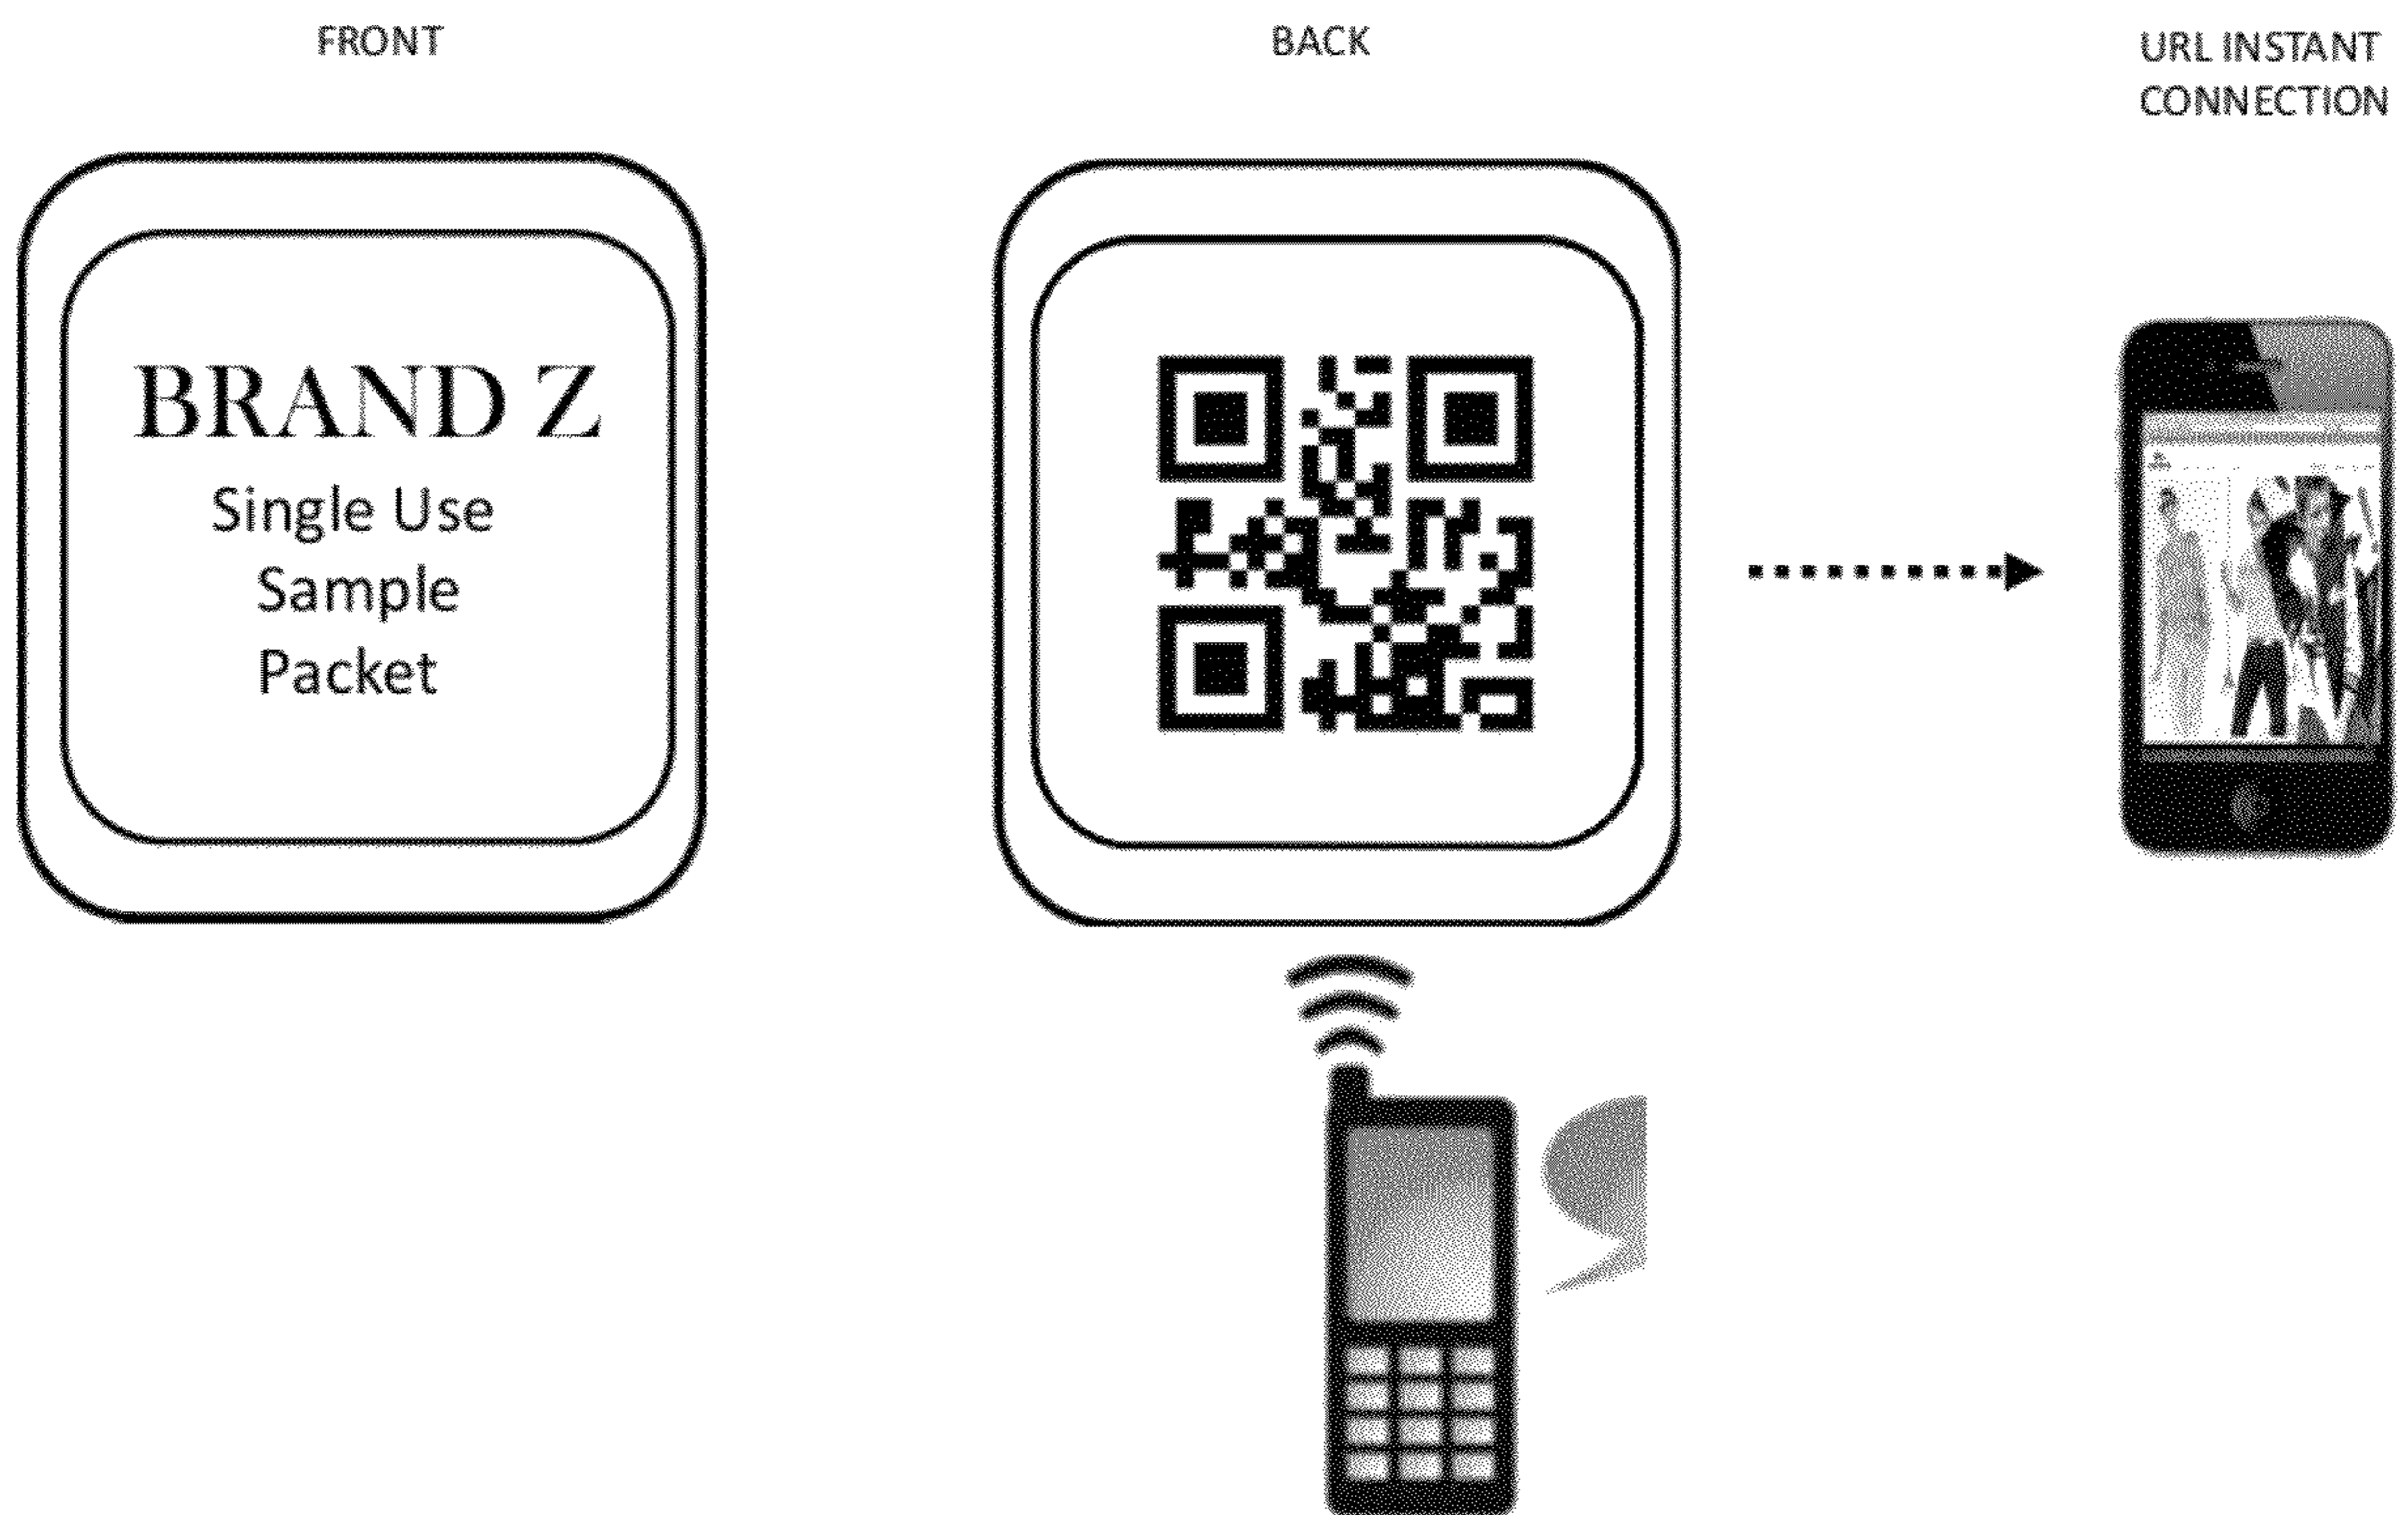 FRONT
BACK
URL INSTANT
CONNECTION
BRAND Z
Single Use
Sample
Packet